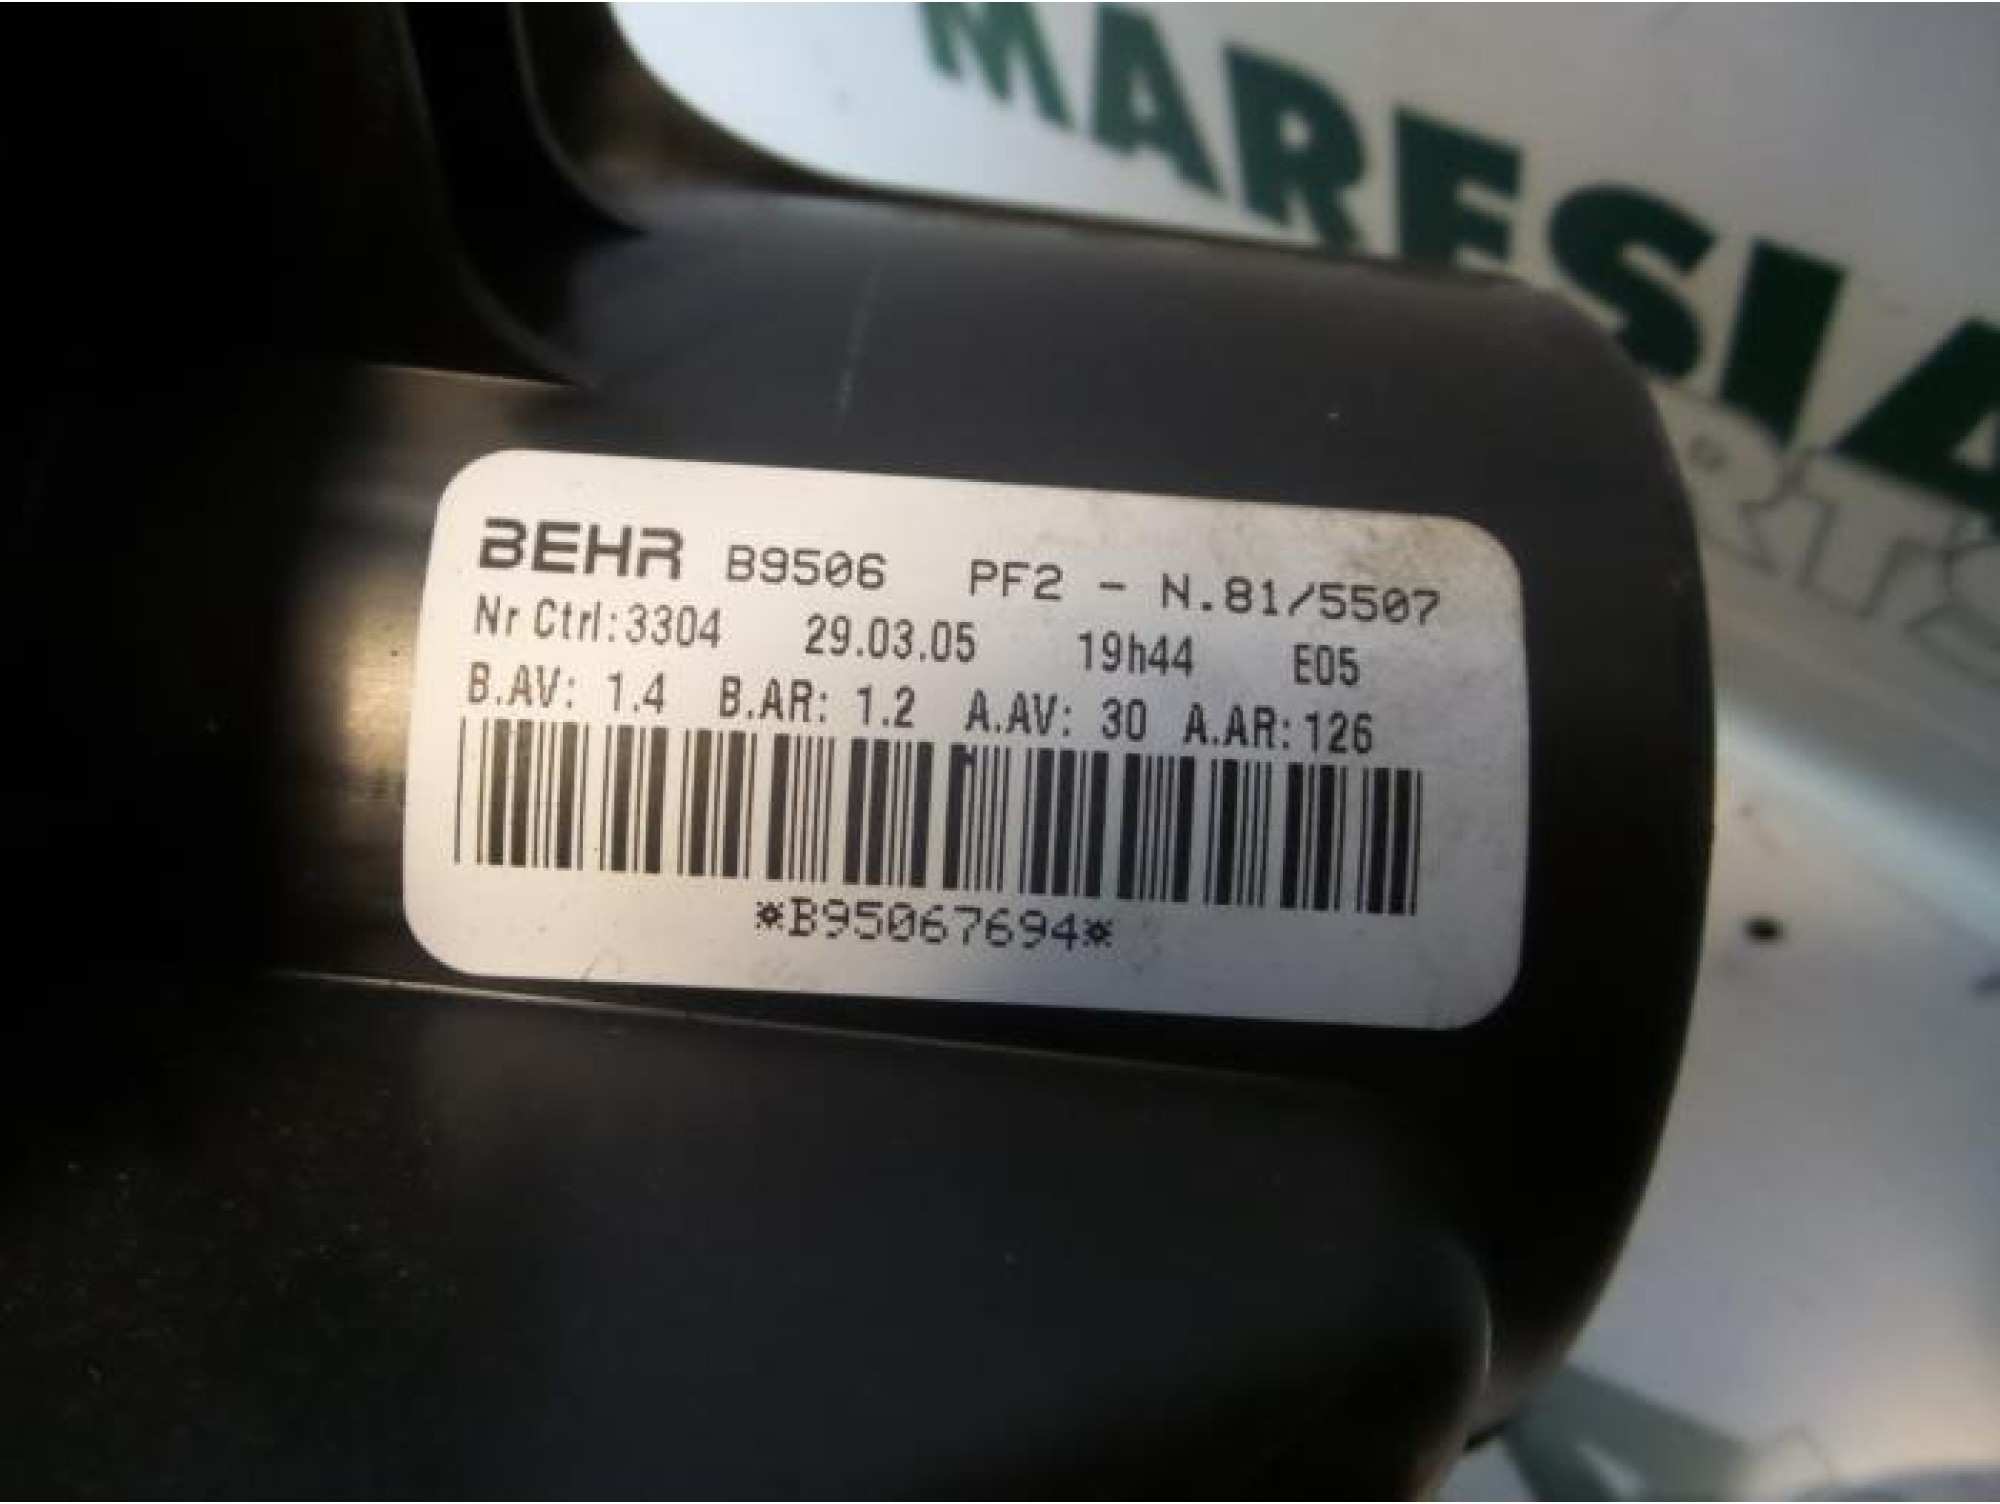 MARESIA
RTS
BEHR B9506 PF2 - N.81/5507
Nr Ctrl:3304 29.03.05 19h44 E05
B.AV: 1.4 B.AR: 1.2 A.AV: 30 A.AR:126
*B95067694*